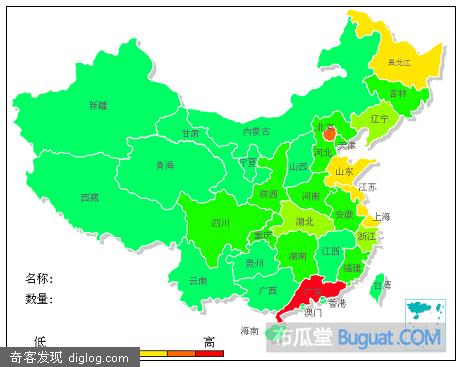 黑龙江
吉林
辽宁
新疆
内蒙古
甘肃
北京
天津
河北
山西
宁夏
青海
山东
陕西
河南
江苏
西藏
四川
湖北
安徽
上海
重庆
浙江
湖南
江西
贵州
福建
云南
广西
广东
台湾
香港
澳门
海南
名称:
数量:
低 高
布瓜堂 Buguat.com
奇客发现 diglog.com